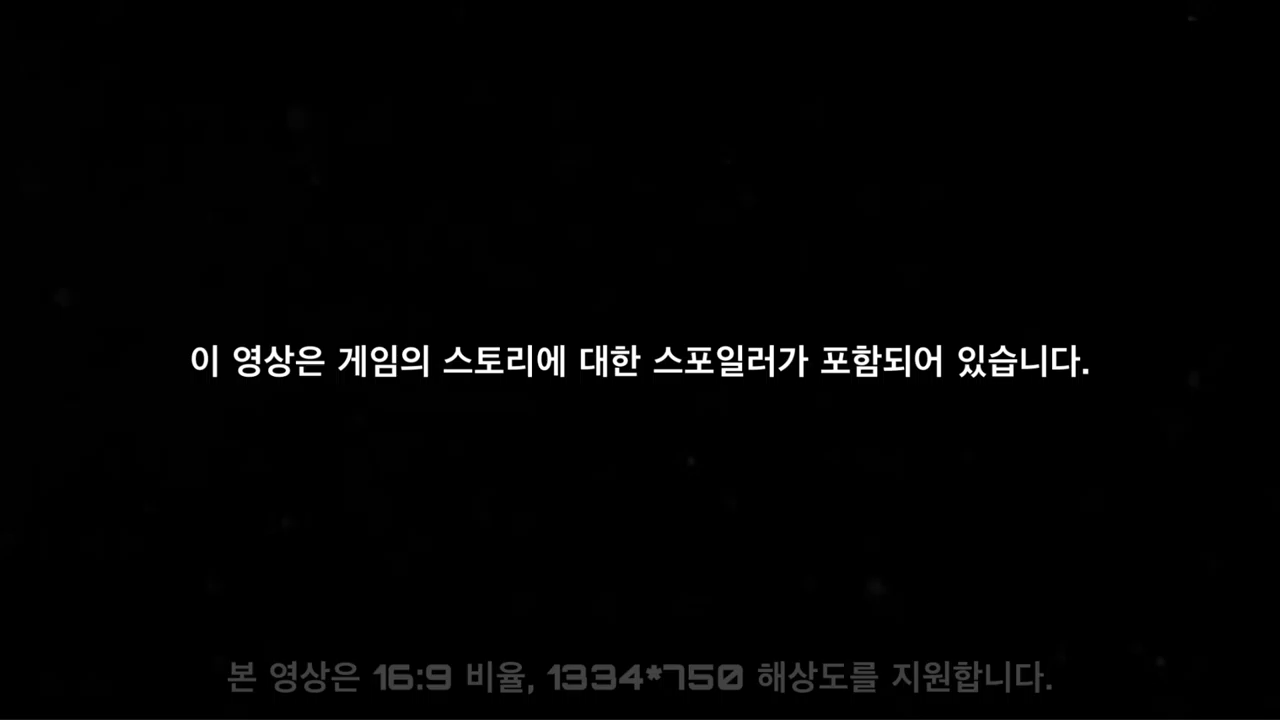 이 영상은 게임의 스토리에 대한 스포일러가 포함되어 있습니다.
본 영상은 16:9 비율, 1334*750 해상도를 지원합니다.